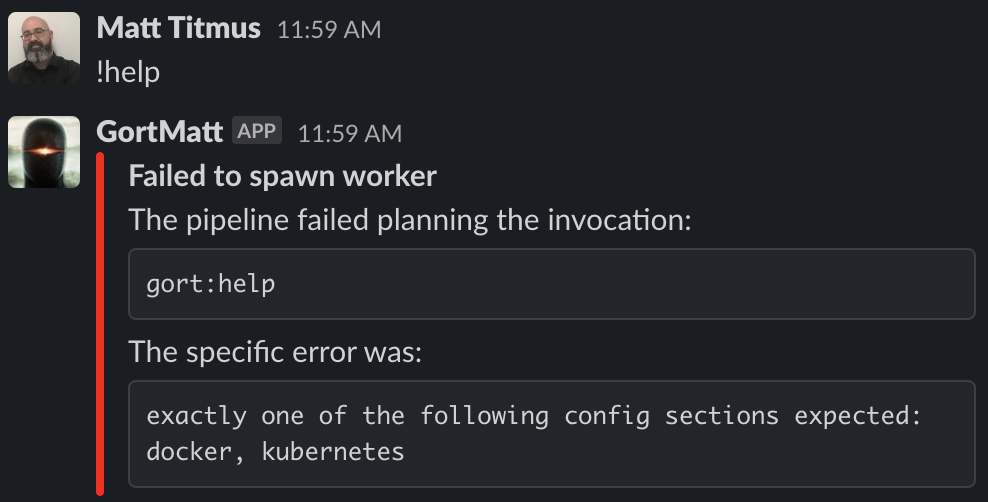 Matt Titmus 11:59 AM
!help
GortMatt APP 11:59 AM
Failed to spawn worker
The pipeline failed planning the invocation:
gort:help
The specific error was:
exactly one of the following config sections expected:
docker, kubernetes